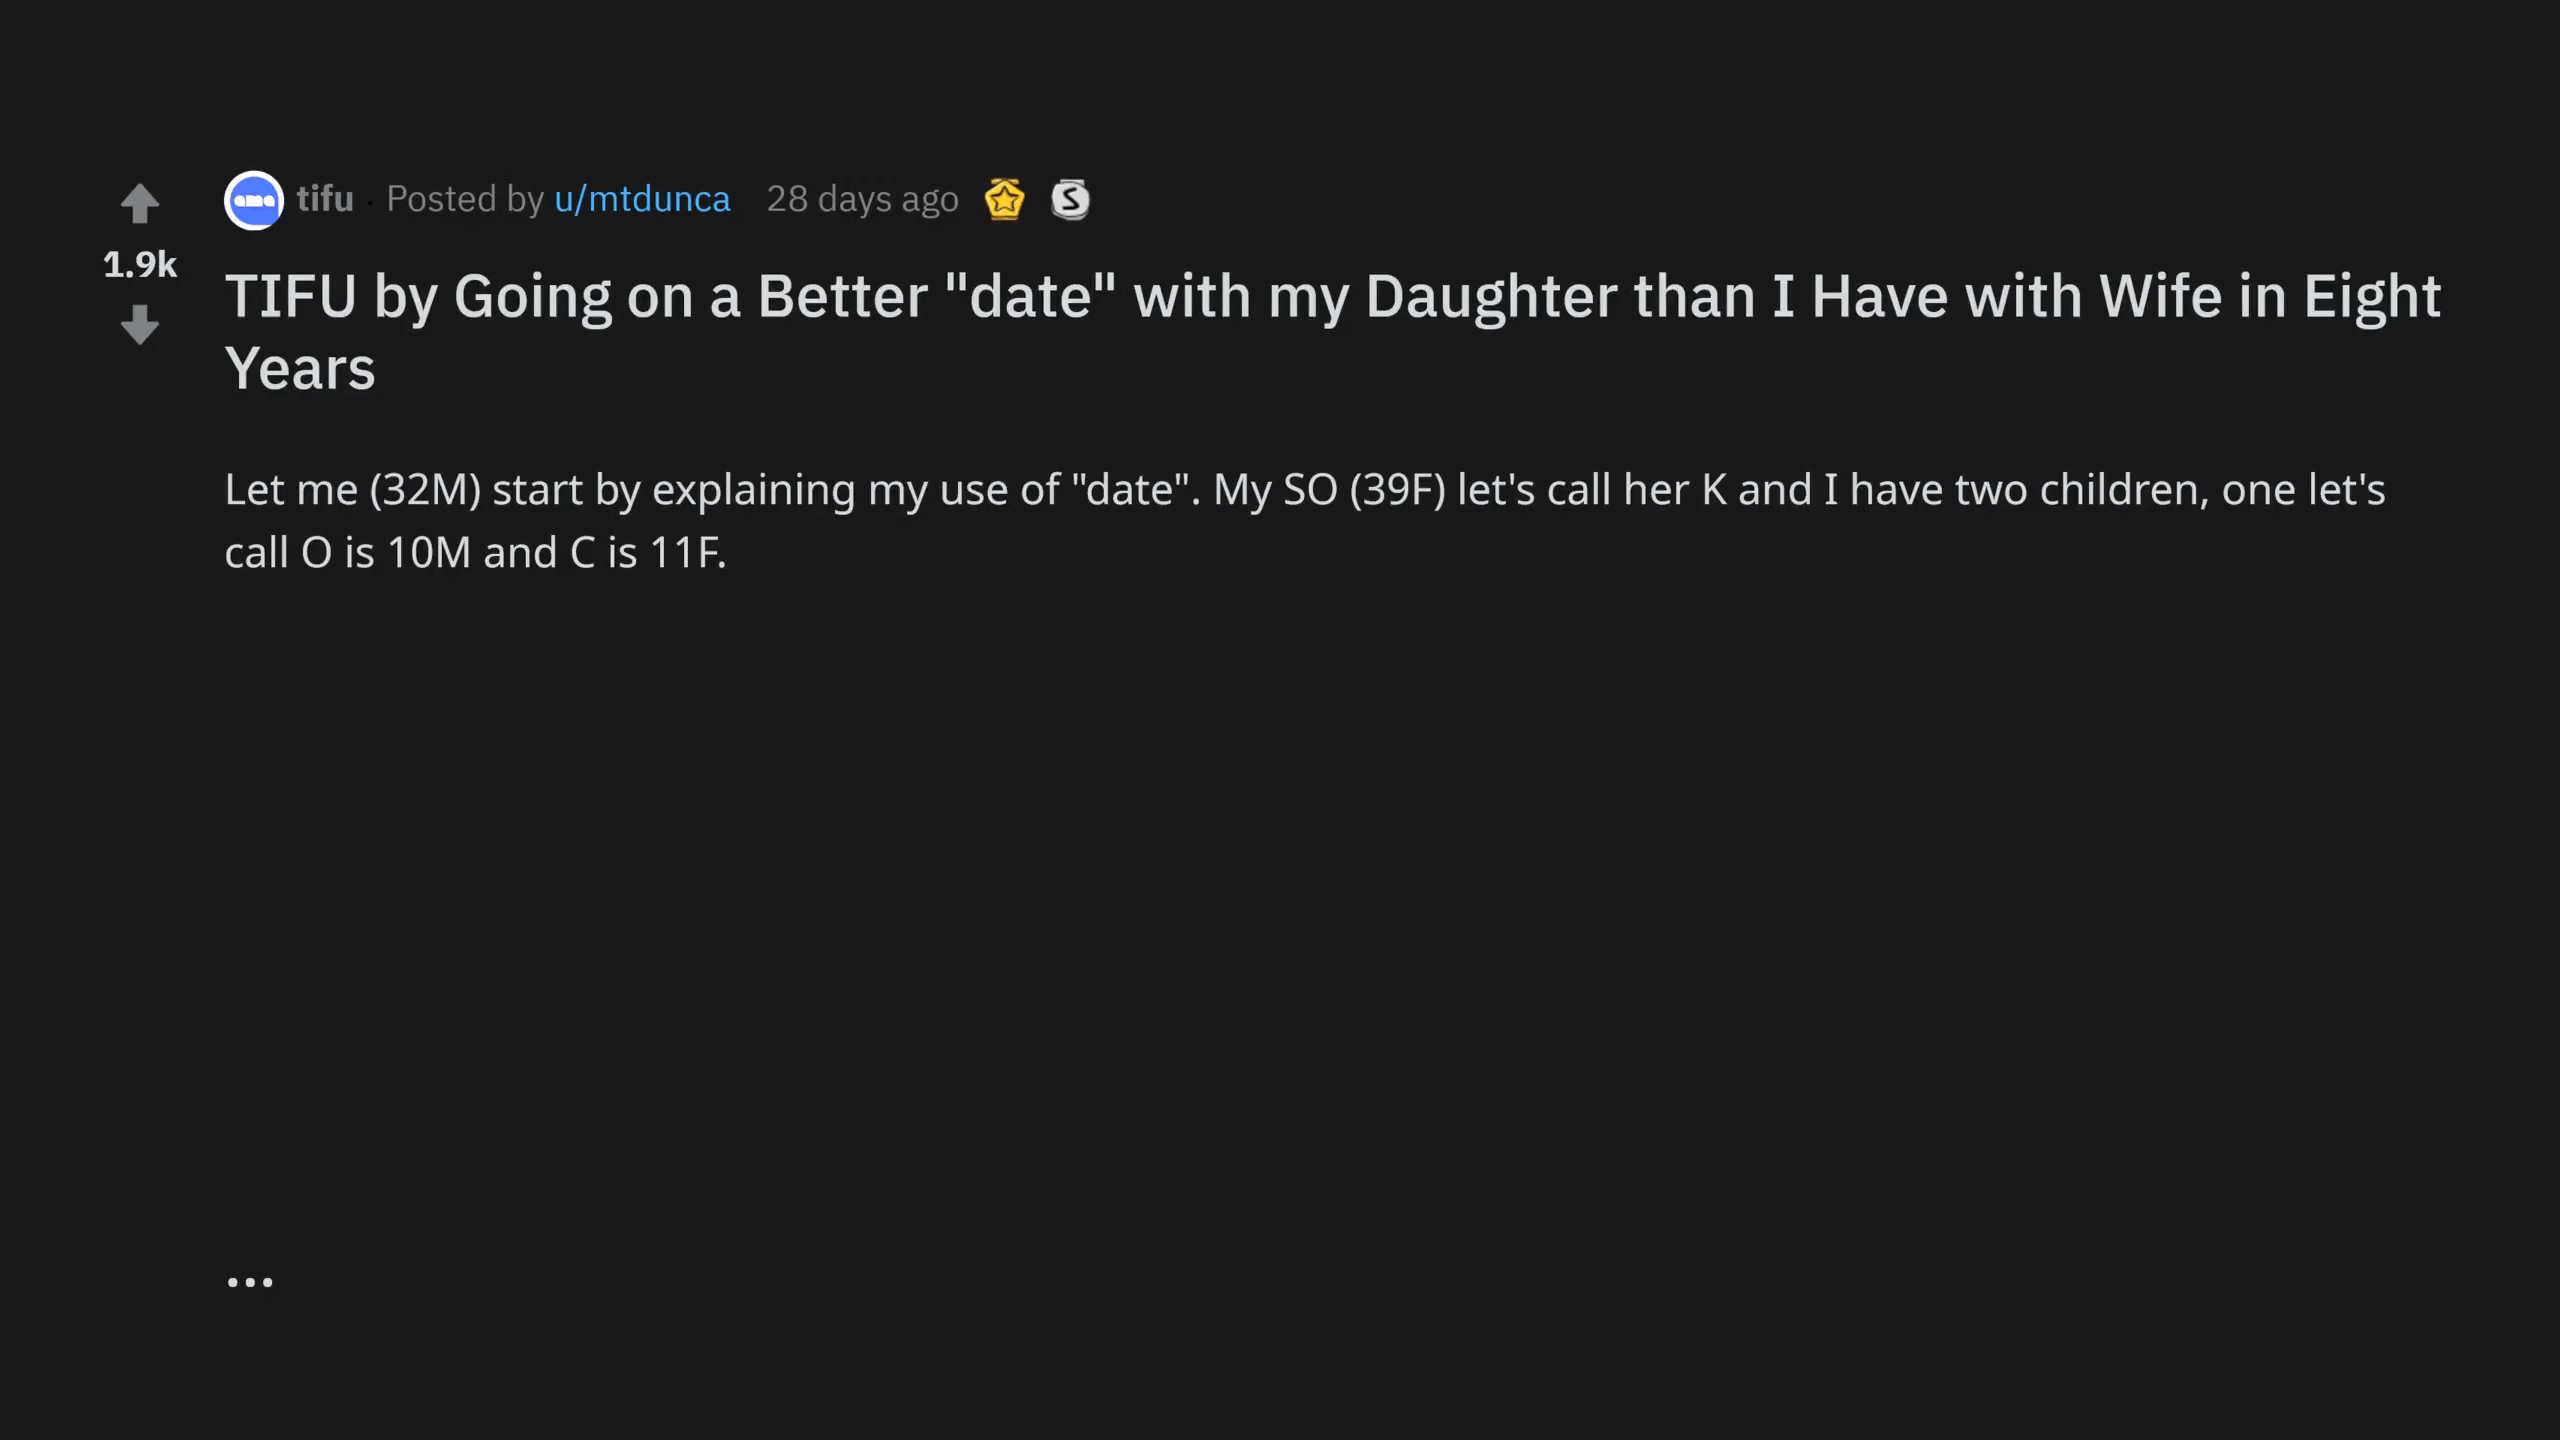 tifu · Posted by u/mtdunca 28 days ago
1.9k
TIFU by Going on a Better "date" with my Daughter than I Have with Wife in Eight
Years
Let me (32M) start by explaining my use of "date". My SO (39F) let's call her K and I have two children, one let's
call O is 10M and C is 11F.
...